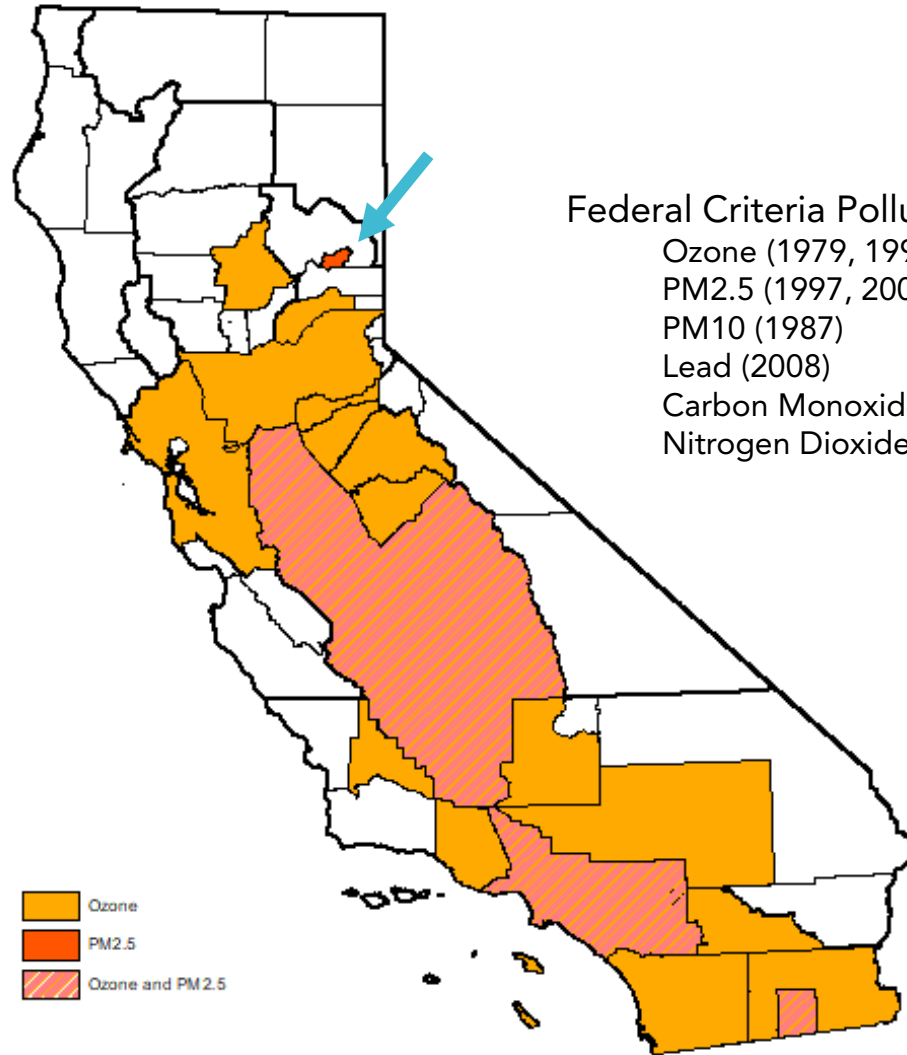 Federal Criteria Pollu
Ozone (1979, 199
PM2.5 (1997, 200
PM10 (1987)
Lead (2008)
Carbon Monoxid
Nitrogen Dioxide
Ozone
PM2.5
Ozone and PM2.5